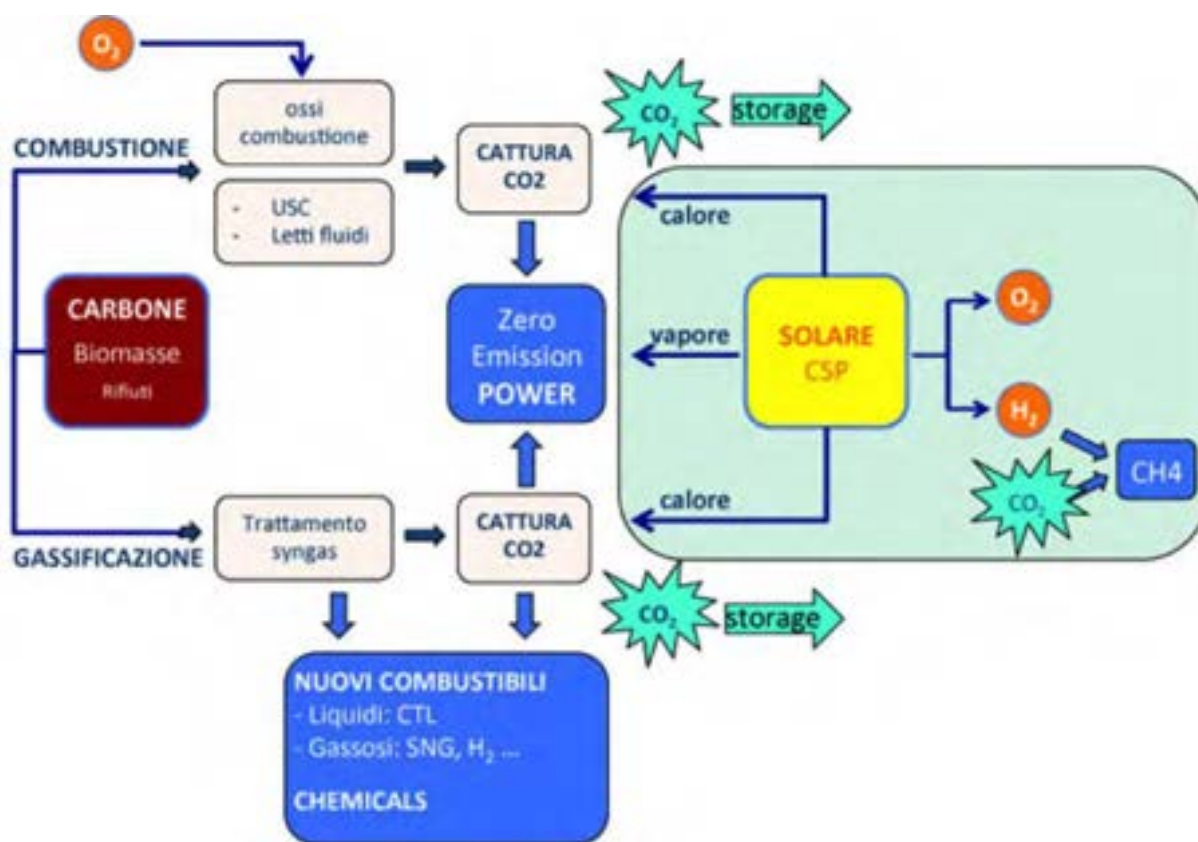 O₂
ossi
combustione
COMBUSTIONE
- USC
- Letti fluidi
CATTURA
CO2
CO₂
storage
CARBONE
Biomasse
Rifiuti
Zero
Emission
POWER
calore
vapore
calore
SOLARE
CSP
O₂
H₂
CO₂
CH4
GASSIFICAZIONE
Trattamento
syngas
CATTURA
CO2
CO₂
storage
NUOVI COMBUSTIBILI
- Liquidi: CTL
- Gassosi: SNG, H₂ ...
CHEMICALS